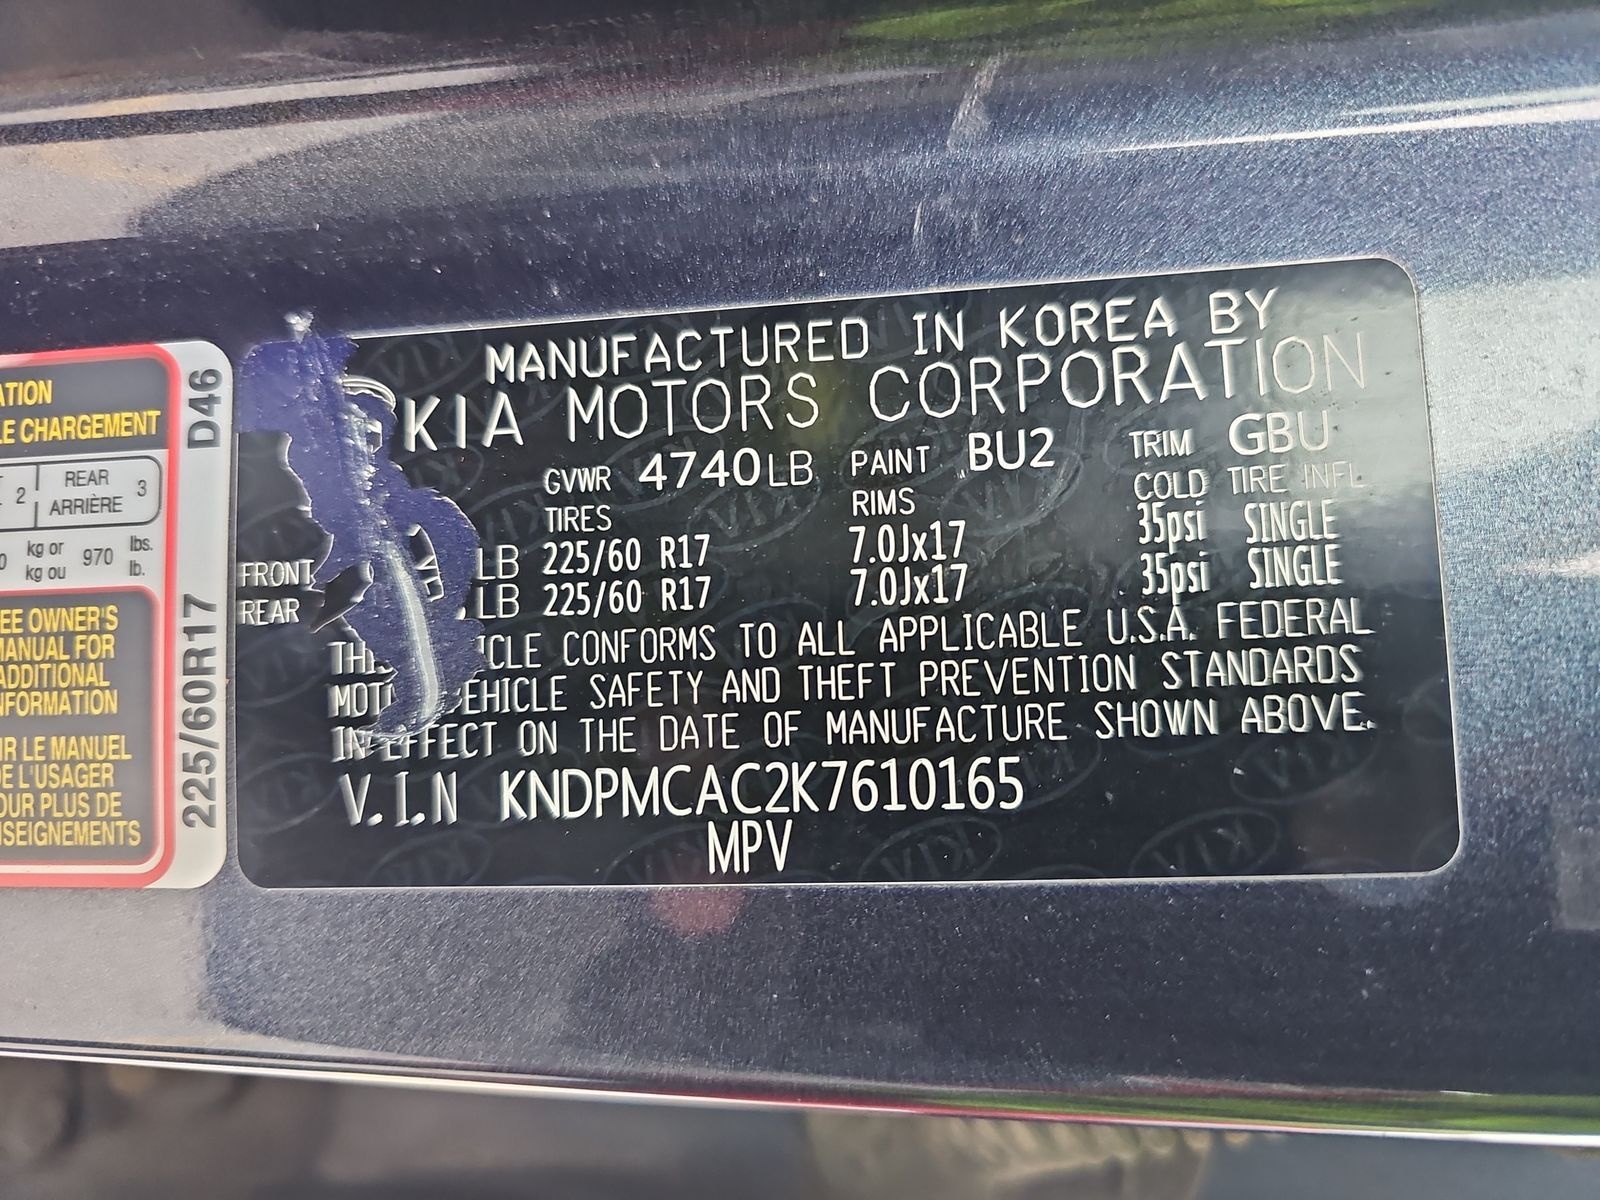 ATION
LE CHARGEMENT
2 REAR ARRIÈRE 3
kg or kg ou 970 lbs. lb.
EE OWNER'S
MANUAL FOR
ADDITIONAL
NFORMATION
IR LE MANUEL
DE L'USAGER
OUR PLUS DE
NSEIGNEMENTS
225/60R17 D46
MANUFACTURED IN KOREA BY
KIA MOTORS CORPORATION
GVWR 4740LB PAINT BU2 TRIM GBU
TIRES RIMS COLD TIRE INFL
FRONT LB 225/60 R17 7.0Jx17 35psi SINGLE
REAR LB 225/60 R17 7.0Jx17 35psi SINGLE
ICLE CONFORMS TO ALL APPLICABLE U.S.A. FEDERAL
EHICLE SAFETY AND THEFT PREVENTION STANDARDS
IN EFFECT ON THE DATE OF MANUFACTURE SHOWN ABOVE.
V.I.N KNDPMCAC2K7610165
MPV